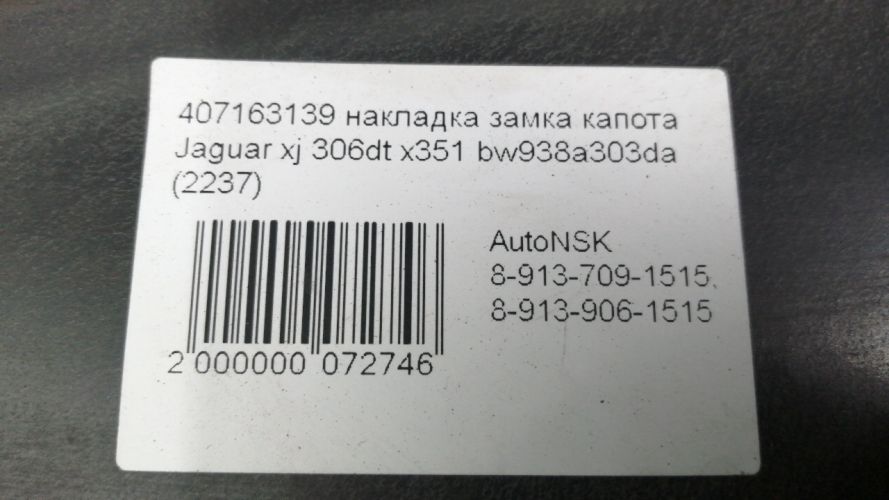 407163139 накладка замка капота
Jaguar xj 306dt x351 bw938a303da
(2237)
AutoNSK
8-913-709-1515,
8-913-906-1515
2 000000 072746